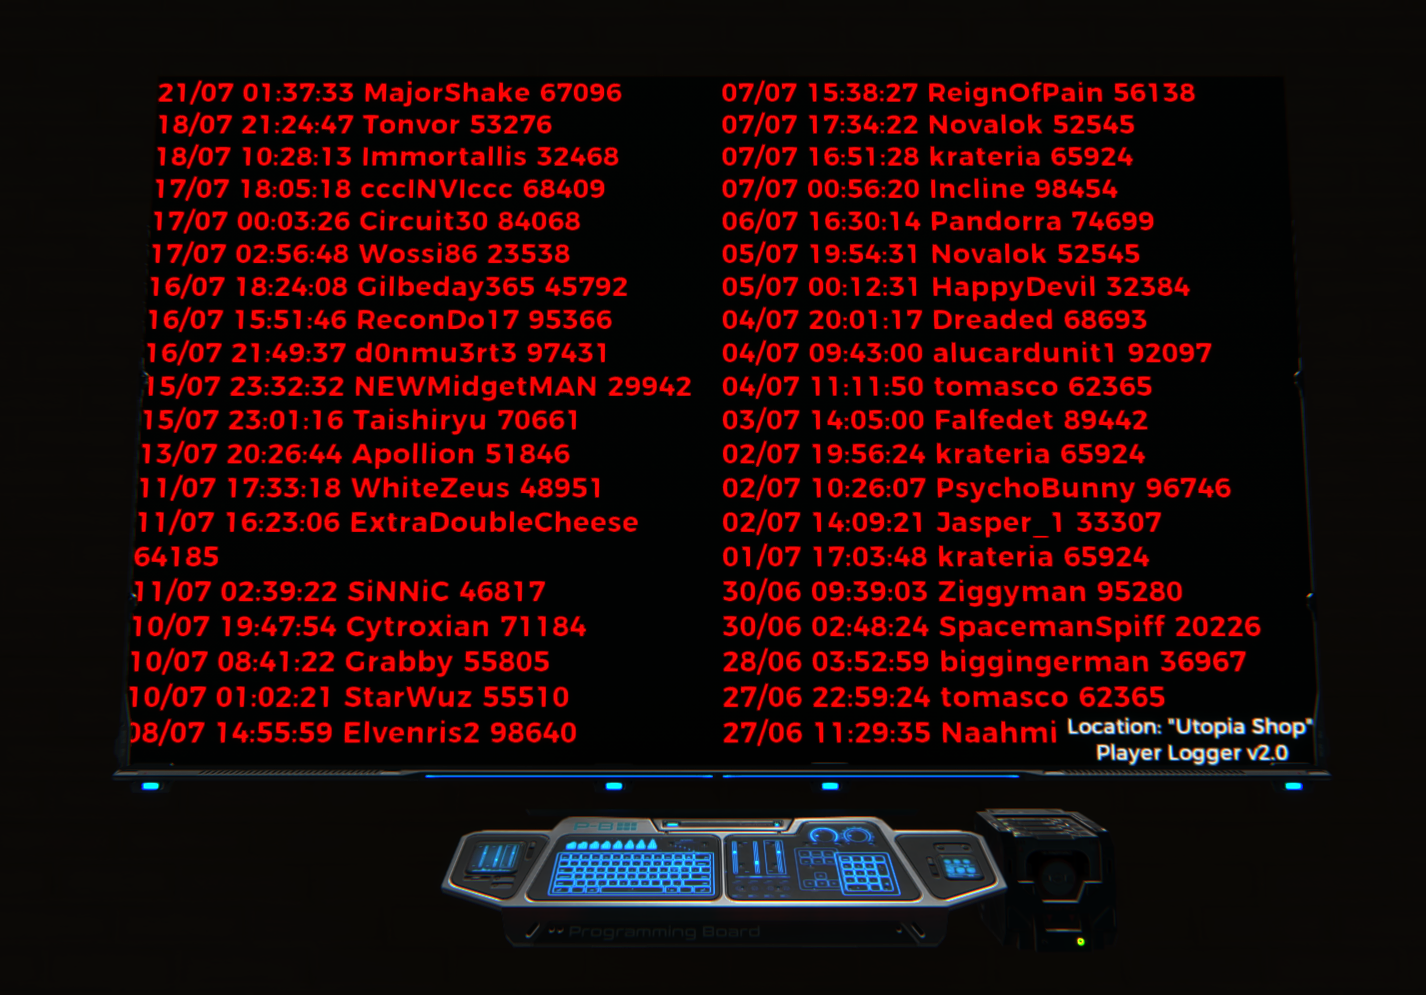 21/07 01:37:33 MajorShake 67096
18/07 21:24:47 Tonvor 53276
18/07 10:28:13 Immortallis 32468
17/07 18:05:18 cccINVIccc 68409
17/07 00:03:26 Circuit30 84068
17/07 02:56:48 Wossi86 23538
16/07 18:24:08 Gilbeday365 45792
16/07 15:51:46 ReconDo17 95366
16/07 21:49:37 d0nmu3rt3 97431
15/07 23:32:32 NEWMidgetMAN 29942
15/07 23:01:16 Taishiryu 70661
13/07 20:26:44 Apollion 51846
11/07 17:33:18 WhiteZeus 48951
11/07 16:23:06 ExtraDoubleCheese
64185
11/07 02:39:22 SiNNiC 46817
10/07 19:47:54 Cytroxian 71184
10/07 08:41:22 Grabby 55805
10/07 01:02:21 StarWuz 55510
08/07 14:55:59 Elvenris2 98640
07/07 15:38:27 ReignOfPain 56138
07/07 17:34:22 Novalok 52545
07/07 16:51:28 krateria 65924
07/07 00:56:20 Incline 98454
06/07 16:30:14 Pandorra 74699
05/07 19:54:31 Novalok 52545
05/07 00:12:31 HappyDevil 32384
04/07 20:01:17 Dreaded 68693
04/07 09:43:00 alucardunit1 92097
04/07 11:11:50 tomasco 62365
03/07 14:05:00 Falfedet 89442
02/07 19:56:24 krateria 65924
02/07 10:26:07 PsychoBunny 96746
02/07 14:09:21 Jasper_1 33307
01/07 17:03:48 krateria 65924
30/06 09:39:03 Ziggyman 95280
30/06 02:48:24 SpacemanSpiff 20226
28/06 03:52:59 biggingerman 36967
27/06 22:59:24 tomasco 62365
27/06 11:29:35 Naahmi
Location: "Utopia Shop"
Player Logger v2.0
P-8
Programming Board